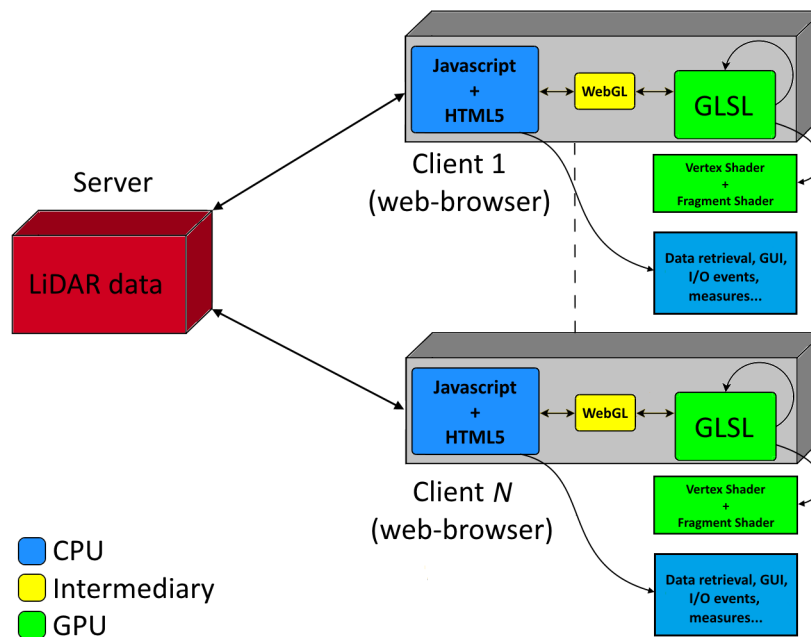 Javascript
+
HTML5
WebGL
GLSL
Client 1
(web-browser)
Vertex Shader
+
Fragment Shader
Server
LiDAR data
Data retrieval, GUI,
I/O events,
measures...
Javascript
+
HTML5
WebGL
GLSL
Client N
(web-browser)
Vertex Shader
+
Fragment Shader
Data retrieval, GUI,
I/O events,
measures...
CPU
Intermediary
GPU